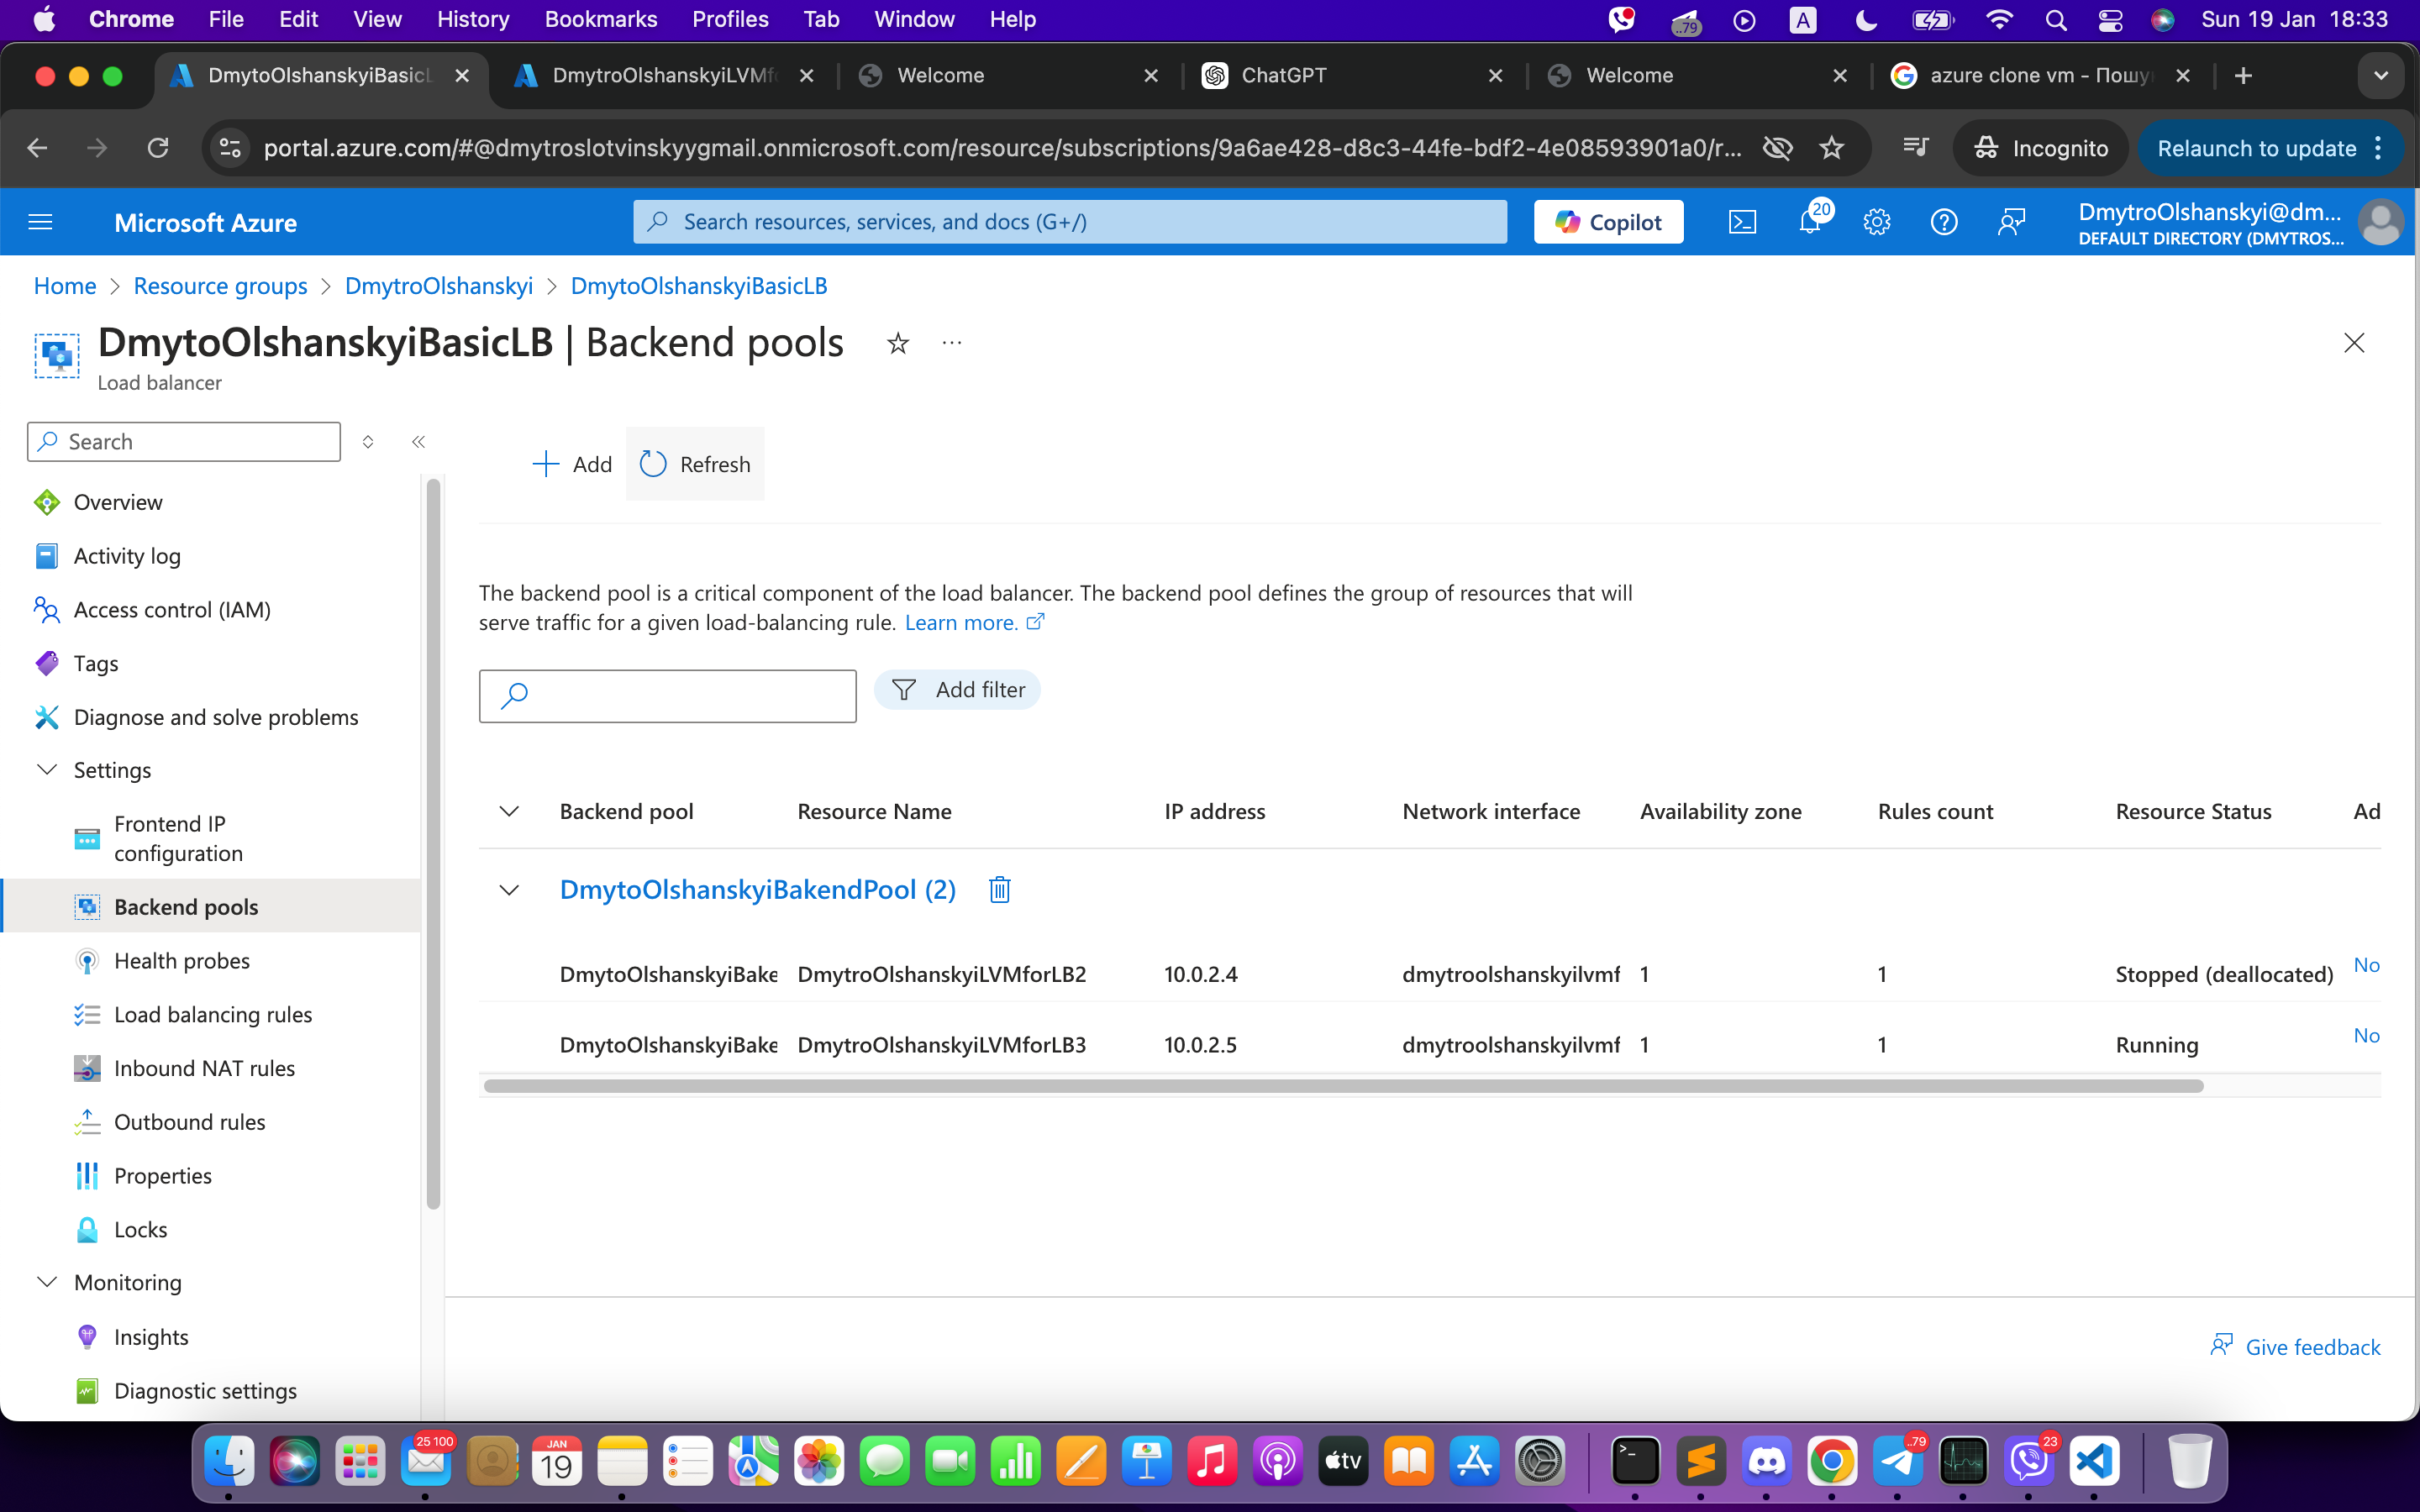 Chrome File Edit View History Bookmarks Profiles Tab Window Help
..79
A
Sun 19 Jan 18:33
DmytoOlshanskyiBasicL
DmytroOlshanskyiLVMf
Welcome
ChatGPT
Welcome
azure clone vm - Пошу
portal.azure.com/#@dmytroslotvinskyygmail.onmicrosoft.com/resource/subscriptions/9a6ae428-d8c3-44fe-bdf2-4e08593901a0/r...
Incognito
Relaunch to update
Microsoft Azure
Search resources, services, and docs (G+/)
Copilot
20
DmytroOlshanskyi@dm...
DEFAULT DIRECTORY (DMYTROS...
Home > Resource groups > DmytroOlshanskyi > DmytoOlshanskyiBasicLB
DmytoOlshanskyiBasicLB | Backend pools
Load balancer
Search
Overview
Activity log
Access control (IAM)
Tags
Diagnose and solve problems
Settings
Frontend IP
configuration
Backend pools
Health probes
Load balancing rules
Inbound NAT rules
Outbound rules
Properties
Locks
Monitoring
Insights
Diagnostic settings
Add
Refresh
The backend pool is a critical component of the load balancer. The backend pool defines the group of resources that will
serve traffic for a given load-balancing rule. Learn more.
Add filter
Backend pool Resource Name IP address Network interface Availability zone Rules count Resource Status Ad
DmytoOlshanskyiBakendPool (2)
DmytoOlshanskyiBake DmytroOlshanskyiLVMforLB2 10.0.2.4 dmytroolshanskyilvmf 1 1 Stopped (deallocated) No
DmytoOlshanskyiBake DmytroOlshanskyiLVMforLB3 10.0.2.5 dmytroolshanskyilvmf 1 1 Running No
Give feedback
25 100
JAN
19
tv
..79
23